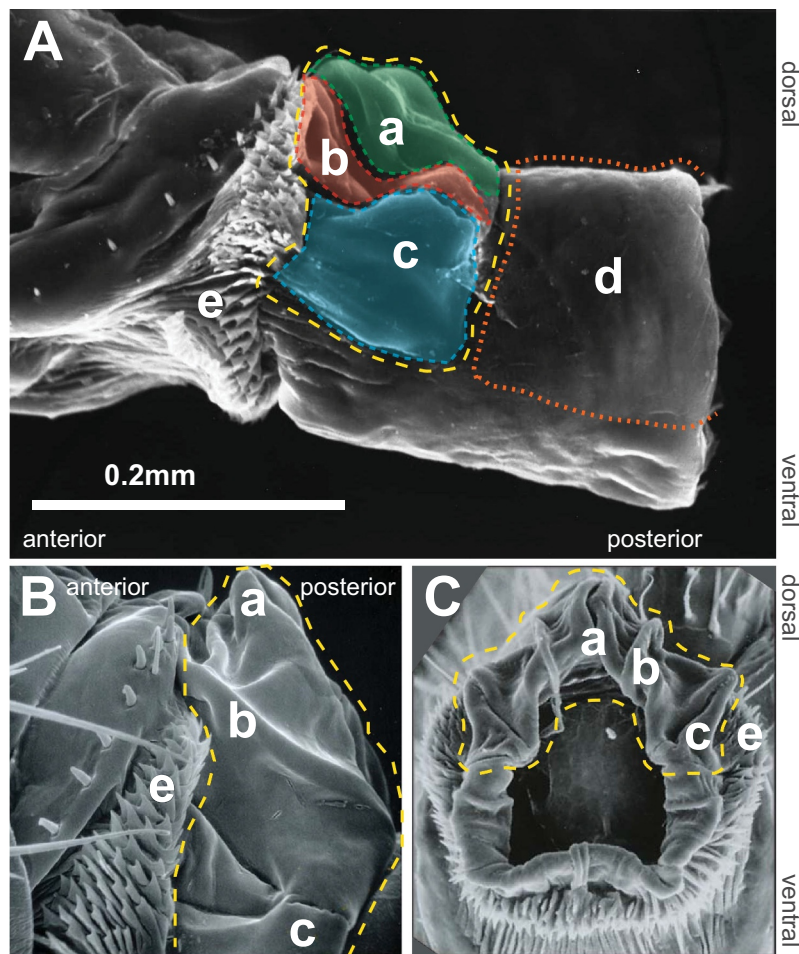 A
dorsal
a
b
c
d
e
0.2mm
ventral
anterior
posterior
B
anterior
posterior
a
b
e
c
C
dorsal
a
b
c
e
ventral